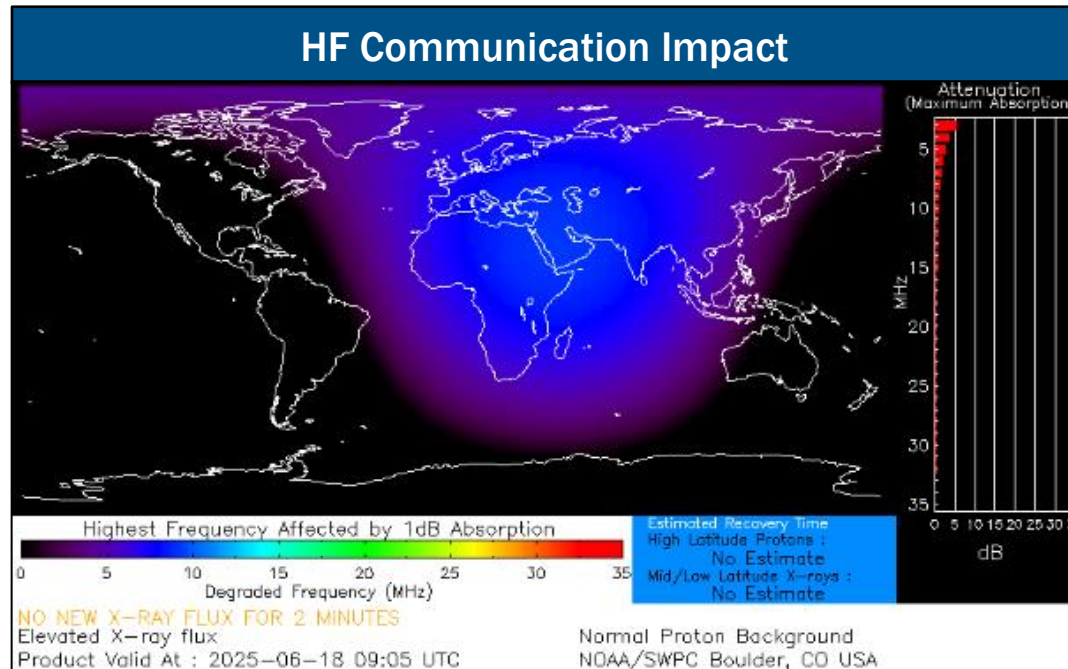 HF Communication Impact
Attenuation
(Maximum Absorption
5
10
15
20
25
30
35
MHz
0 5 10 15 20 25 30
dB
Highest Frequency Affected by 1dB Absorption
0 5 10 15 20 25 30 35
Degraded Frequency (MHz)
Estimated Recovery Time
High Latitude Protons :
No Estimate
Mid/Low Latitude X-rays :
No Estimate
NO NEW X-RAY FLUX FOR 2 MINUTES
Elevated X-ray flux
Normal Proton Background
Product Valid At : 2025-06-18 09:05 UTC
NOAA/SWPC Boulder, CO USA